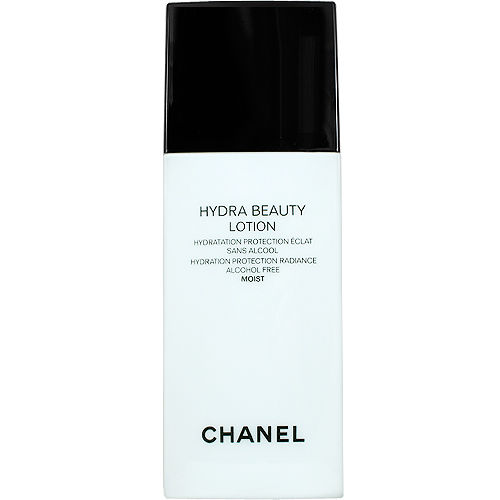 HYDRA BEAUTY
LOTION
HYDRATATION PROTECTION ÉCLAT
SANS ALCOOL
HYDRATION PROTECTION RADIANCE
ALCOHOL FREE
MOIST
CHANEL